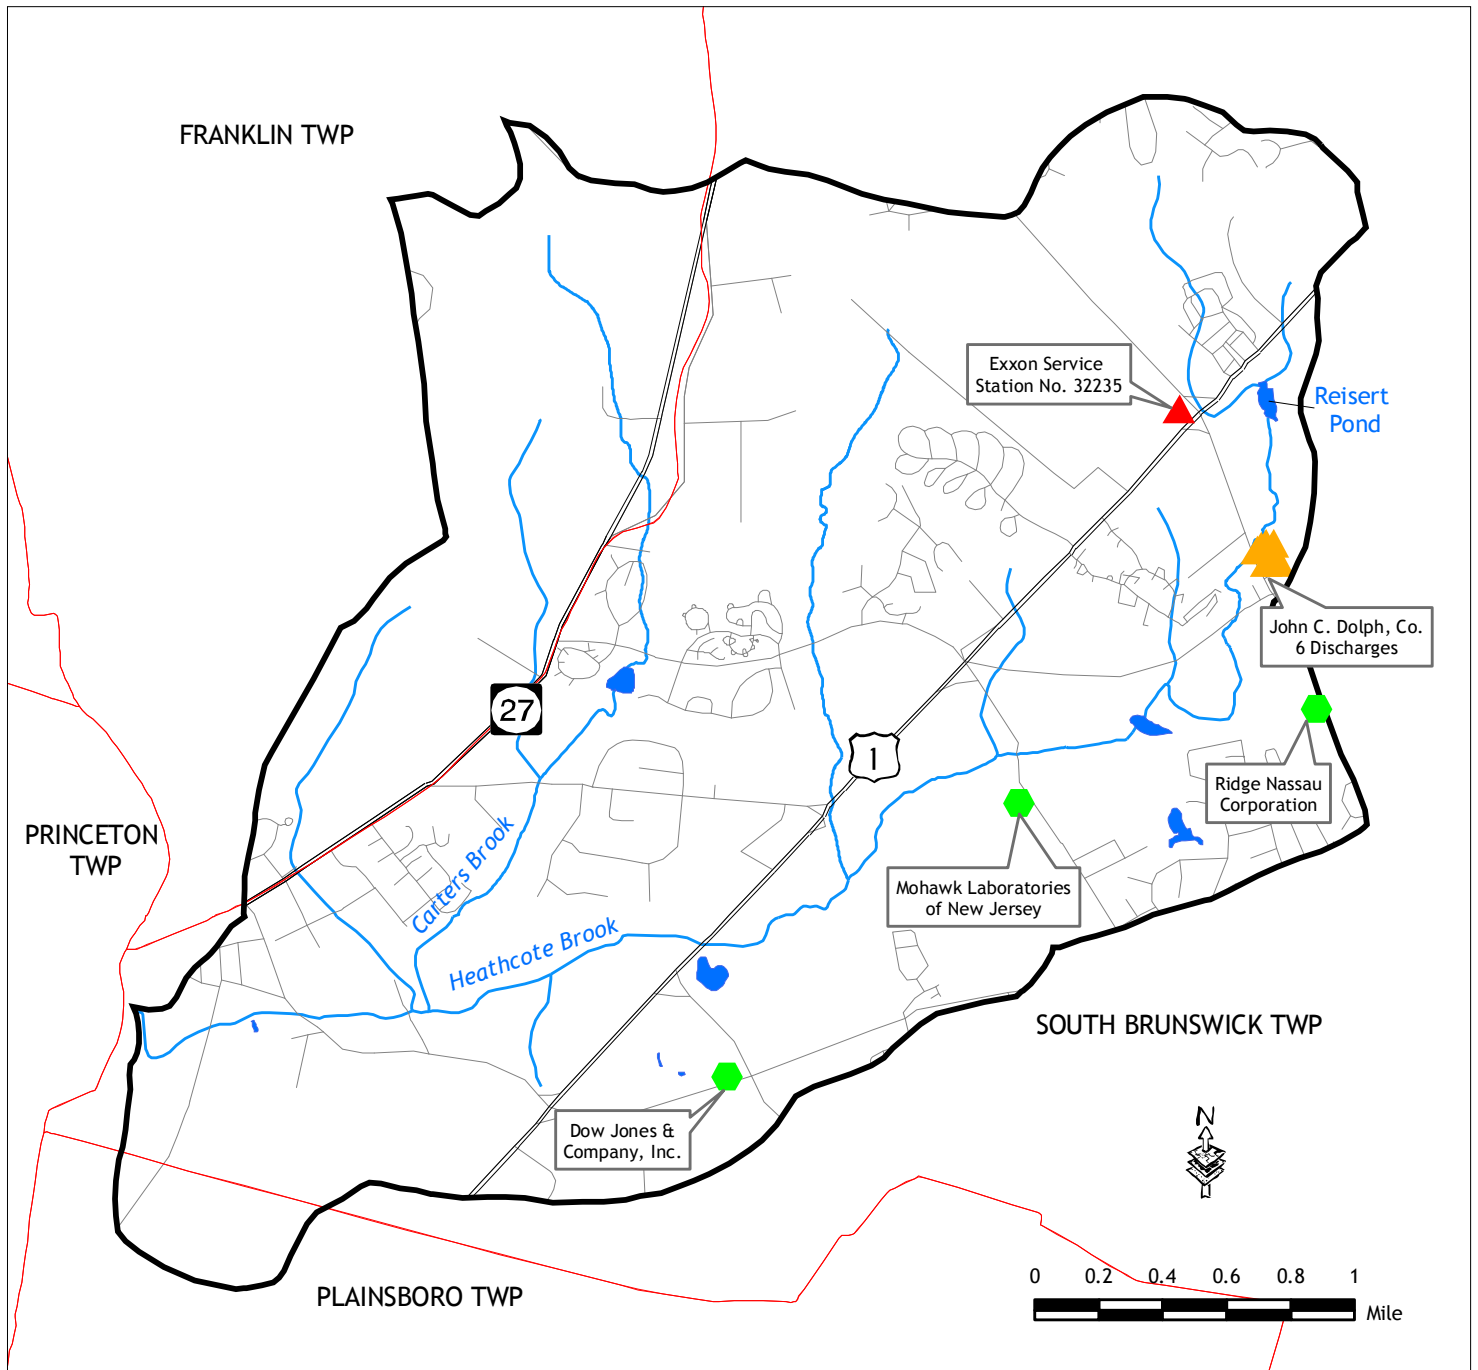 FRANKLIN TWP
Exxon Service
Station No. 32235
Reisert
Pond
John C. Dolph, Co.
6 Discharges
27
1
Ridge Nassau
Corporation
PRINCETON
TWP
Carters Brook
Mohawk Laboratories
of New Jersey
Heathcote Brook
SOUTH BRUNSWICK TWP
Dow Jones &
Company, Inc.
N
PLAINSBORO TWP
0 0.2 0.4 0.6 0.8 1
Mile